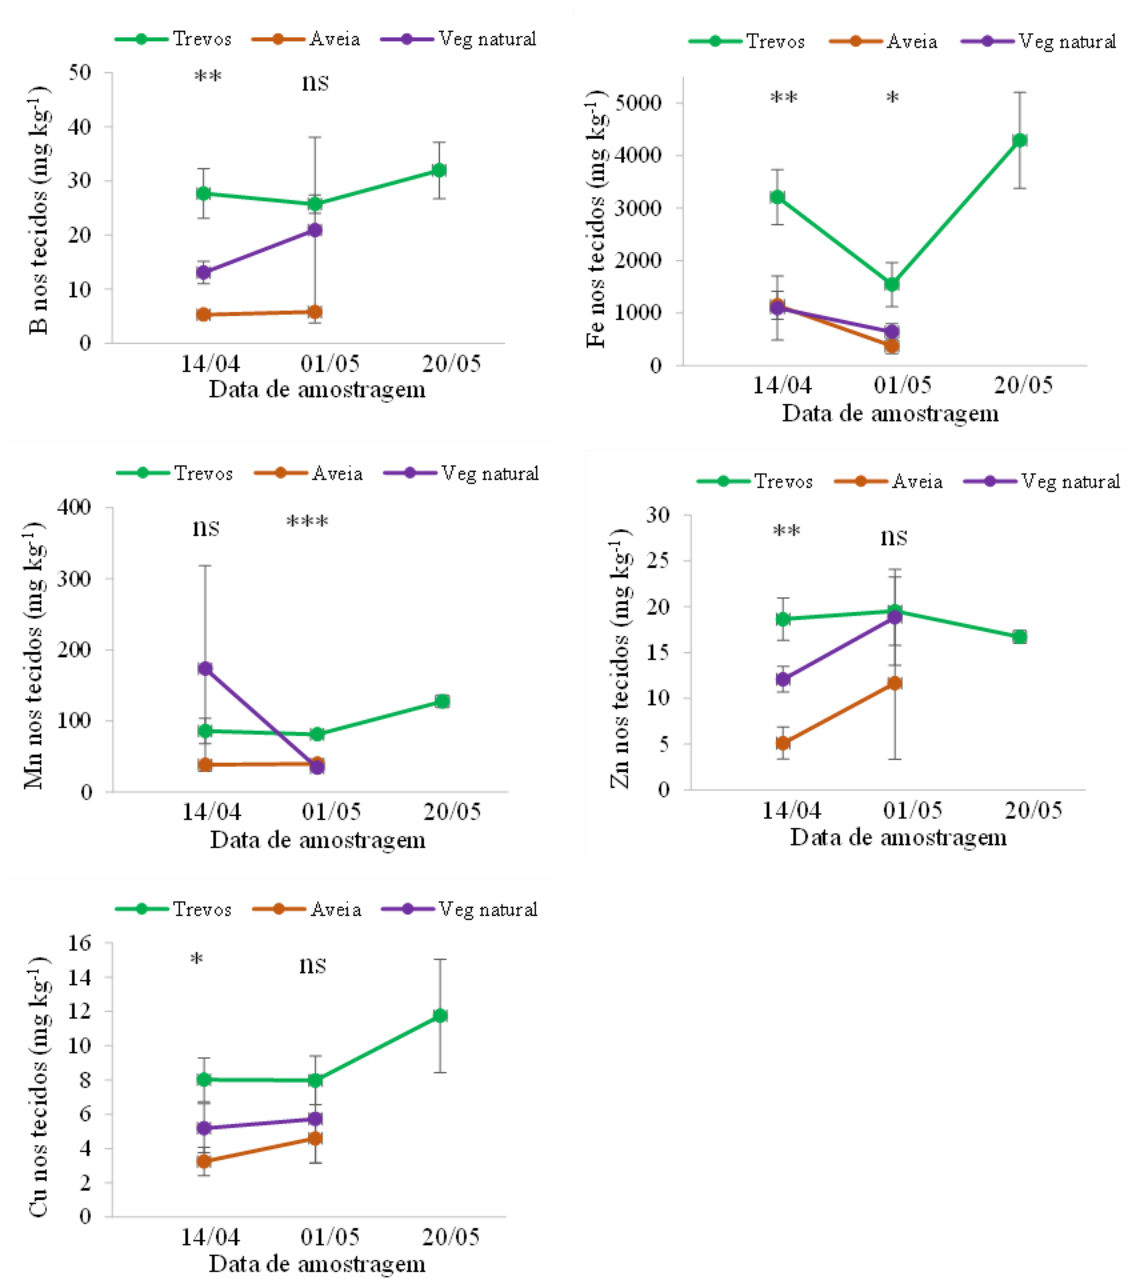 Trevos Aveia Veg natural
B nos tecidos (mg kg-1)
50
40
30
20
10
0
** ns
14/04 01/05 20/05
Data de amostragem
Trevos Aveia Veg natural
Fe nos tecidos (mg kg-1)
5000
4000
3000
2000
1000
0
** *
14/04 01/05 20/05
Data de amostragem
Trevos Aveia Veg natural
Mn nos tecidos (mg kg-1)
400
300
200
100
0
ns ***
14/04 01/05 20/05
Data de amostragem
Trevos Aveia Veg natural
Zn nos tecidos (mg kg-1)
30
25
20
15
10
5
0
** ns
14/04 01/05 20/05
Data de amostragem
Trevos Aveia Veg natural
Cu nos tecidos (mg kg-1)
16
14
12
10
8
6
4
2
0
* ns
14/04 01/05 20/05
Data de amostragem